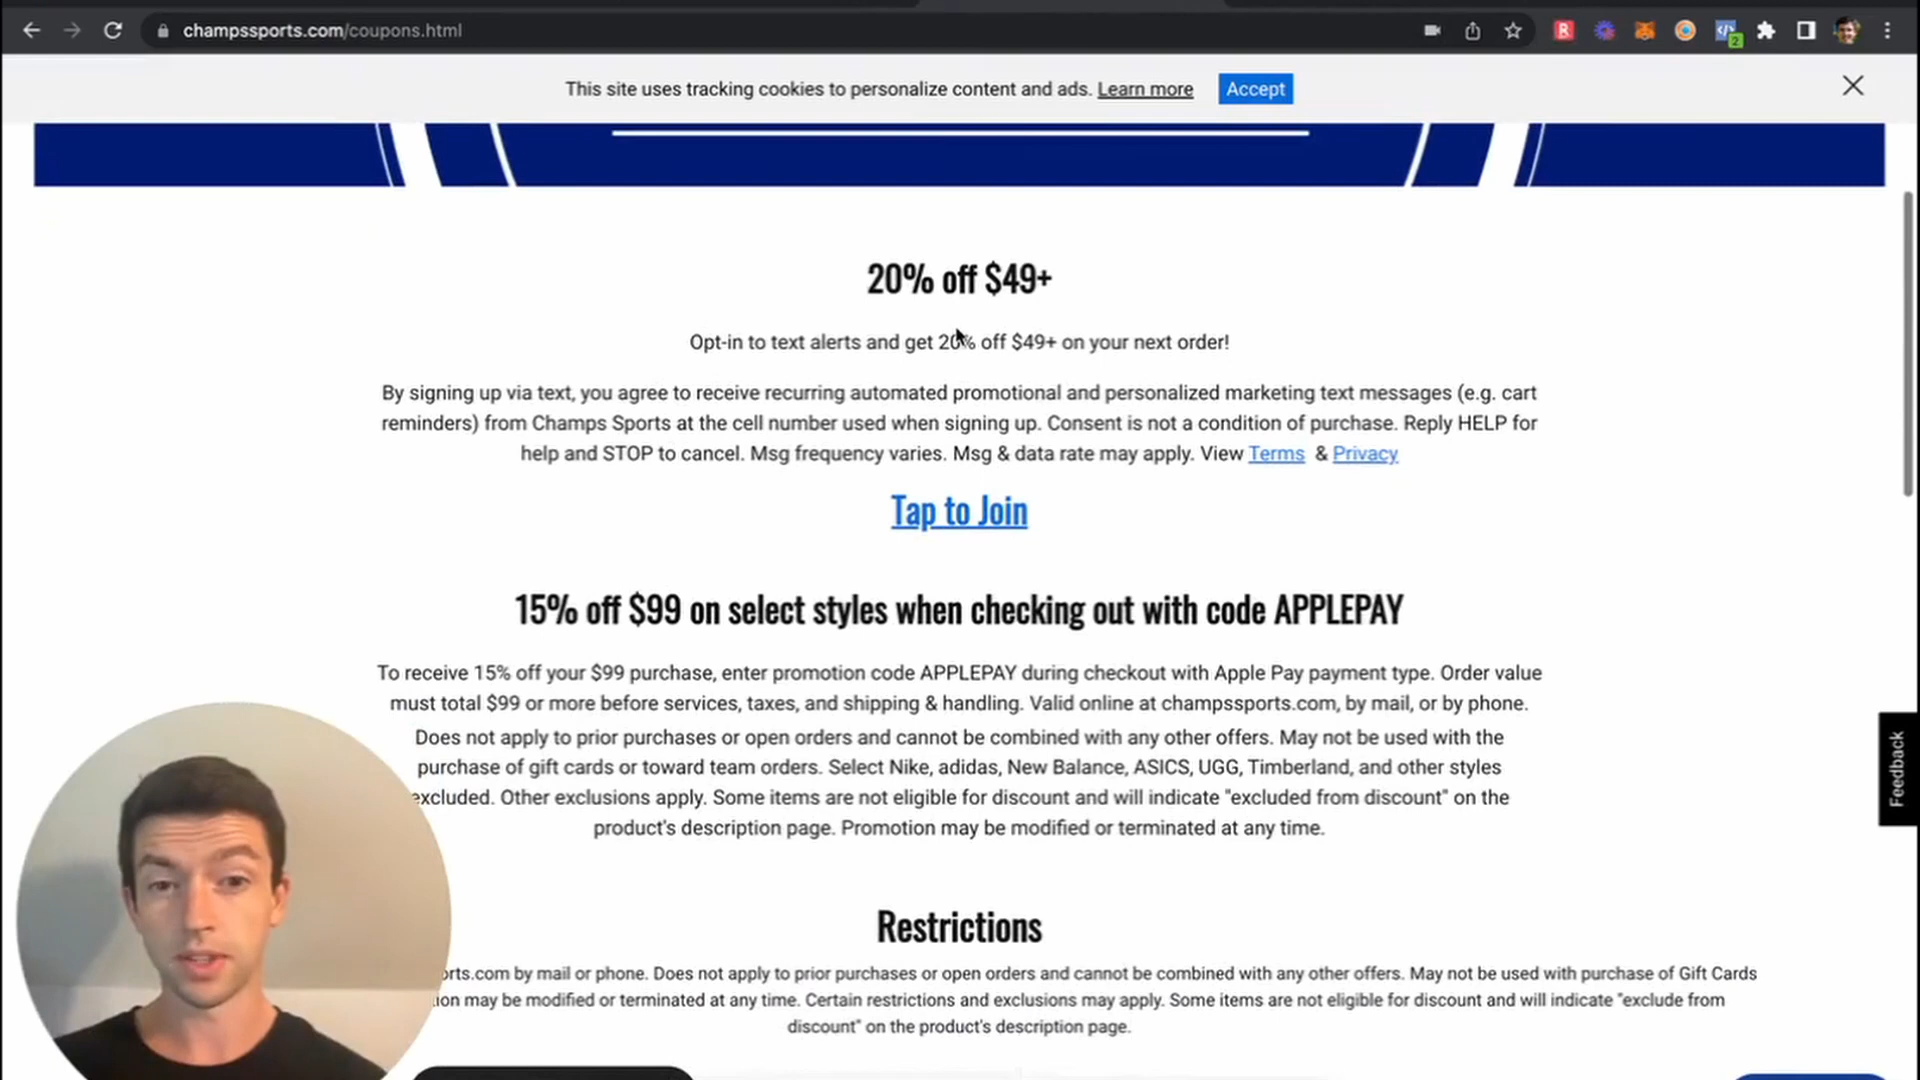 champssports.com/coupons.html
2
This site uses tracking cookies to personalize content and ads. Learn more Accept
20% off $49+
Opt-in to text alerts and get 20% off $49+ on your next order!
By signing up via text, you agree to receive recurring automated promotional and personalized marketing text messages (e.g. cart
reminders) from Champs Sports at the cell number used when signing up. Consent is not a condition of purchase. Reply HELP for
help and STOP to cancel. Msg frequency varies. Msg & data rate may apply. View Terms & Privacy
Tap to Join
15% off $99 on select styles when checking out with code APPLEPAY
To receive 15% off your $99 purchase, enter promotion code APPLEPAY during checkout with Apple Pay payment type. Order value
must total $99 or more before services, taxes, and shipping & handling. Valid online at champssports.com, by mail, or by phone.
Does not apply to prior purchases or open orders and cannot be combined with any other offers. May not be used with the
purchase of gift cards or toward team orders. Select Nike, adidas, New Balance, ASICS, UGG, Timberland, and other styles
excluded. Other exclusions apply. Some items are not eligible for discount and will indicate "excluded from discount" on the
product's description page. Promotion may be modified or terminated at any time.
Feedback
Restrictions
orts.com by mail or phone. Does not apply to prior purchases or open orders and cannot be combined with any other offers. May not be used with purchase of Gift Cards
ion may be modified or terminated at any time. Certain restrictions and exclusions may apply. Some items are not eligible for discount and will indicate "exclude from
discount" on the product's description page.